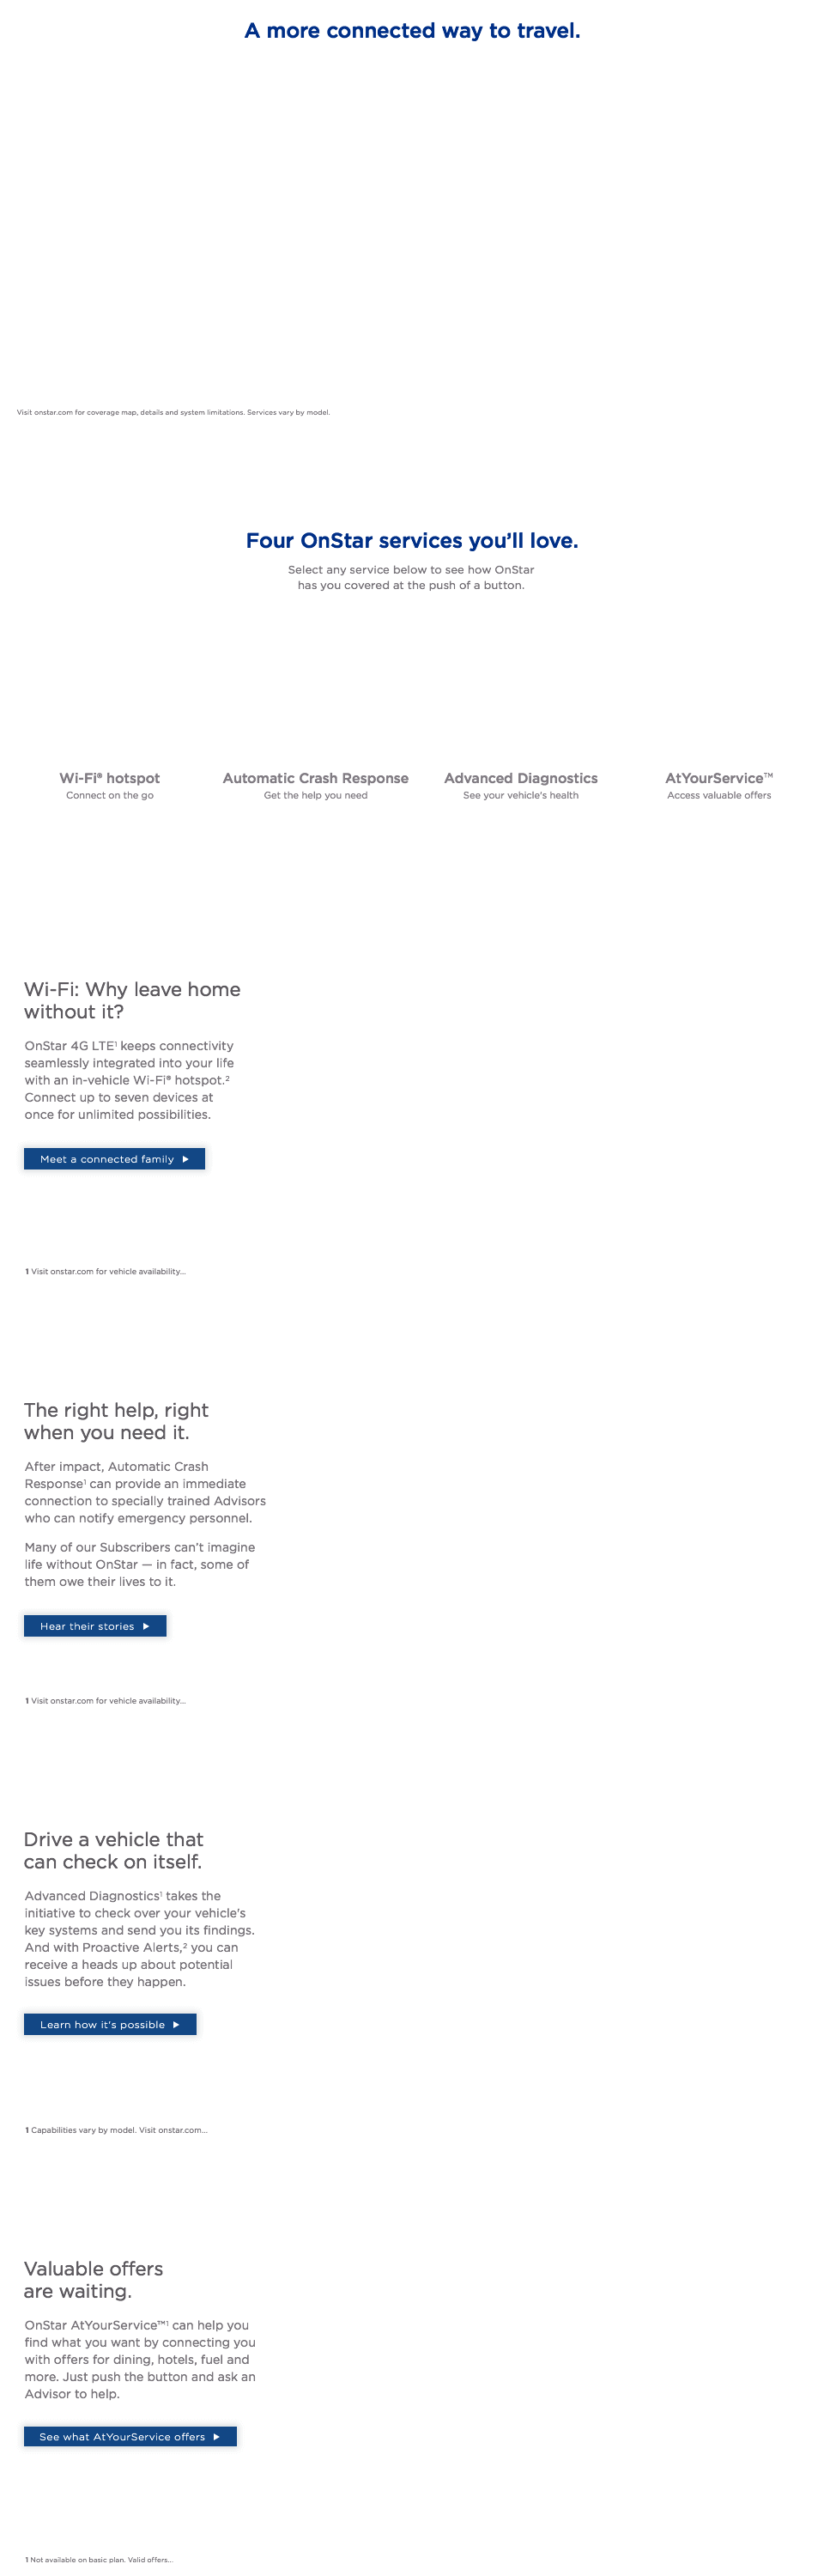 A more connected way to travel.
Visit onstar.com for coverage map, details and system limitations. Services vary by model.
Four OnStar services you’ll love.
Select any service below to see how OnStar
has you covered at the push of a button.
Wi-Fi® hotspot
Connect on the go
Automatic Crash Response
Get the help you need
Advanced Diagnostics
See your vehicle's health
AtYourService™
Access valuable offers
Wi-Fi: Why leave home
without it?
OnStar 4G LTE¹ keeps connectivity
seamlessly integrated into your life
with an in-vehicle Wi-Fi® hotspot.²
Connect up to seven devices at
once for unlimited possibilities.
Meet a connected family ▶
1 Visit onstar.com for vehicle availability...
The right help, right
when you need it.
After impact, Automatic Crash
Response¹ can provide an immediate
connection to specially trained Advisors
who can notify emergency personnel.
Many of our Subscribers can’t imagine
life without OnStar — in fact, some of
them owe their lives to it.
Hear their stories ▶
1 Visit onstar.com for vehicle availability...
Drive a vehicle that
can check on itself.
Advanced Diagnostics¹ takes the
initiative to check over your vehicle's
key systems and send you its findings.
And with Proactive Alerts,² you can
receive a heads up about potential
issues before they happen.
Learn how it's possible ▶
1 Capabilities vary by model. Visit onstar.com...
Valuable offers
are waiting.
OnStar AtYourService™¹ can help you
find what you want by connecting you
with offers for dining, hotels, fuel and
more. Just push the button and ask an
Advisor to help.
See what AtYourService offers ▶
1 Not available on basic plan. Valid offers...